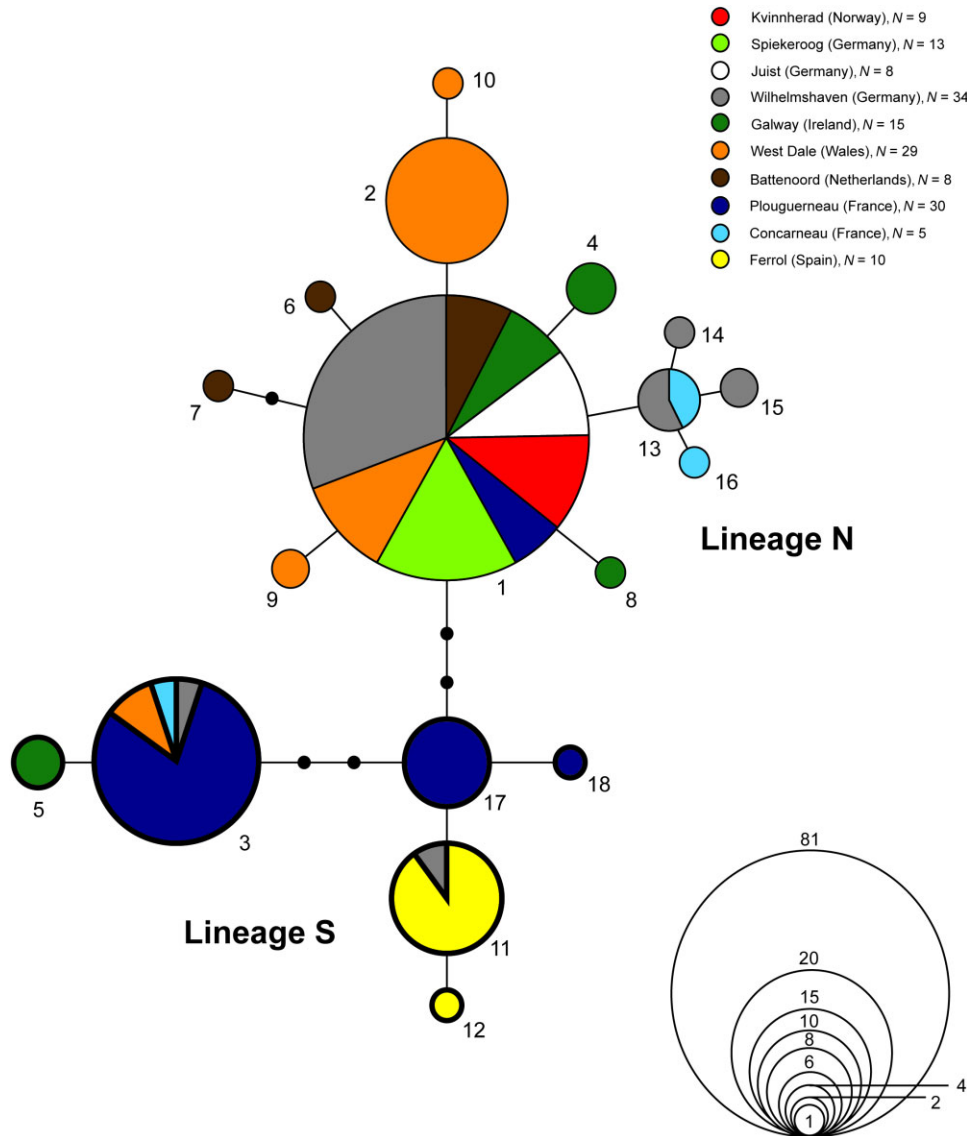 Kvinnherad (Norway), N = 9
Spiekeroog (Germany), N = 13
Juist (Germany), N = 8
Wilhelmshaven (Germany), N = 34
Galway (Ireland), N = 15
West Dale (Wales), N = 29
Battenoord (Netherlands), N = 8
Plouguerneau (France), N = 30
Concarneau (France), N = 5
Ferrol (Spain), N = 10
10
2
4
6
14
7
15
13
16
Lineage N
9
1
8
5
3
17
18
Lineage S
11
12
81
20
15
10
8
6
4
2
1